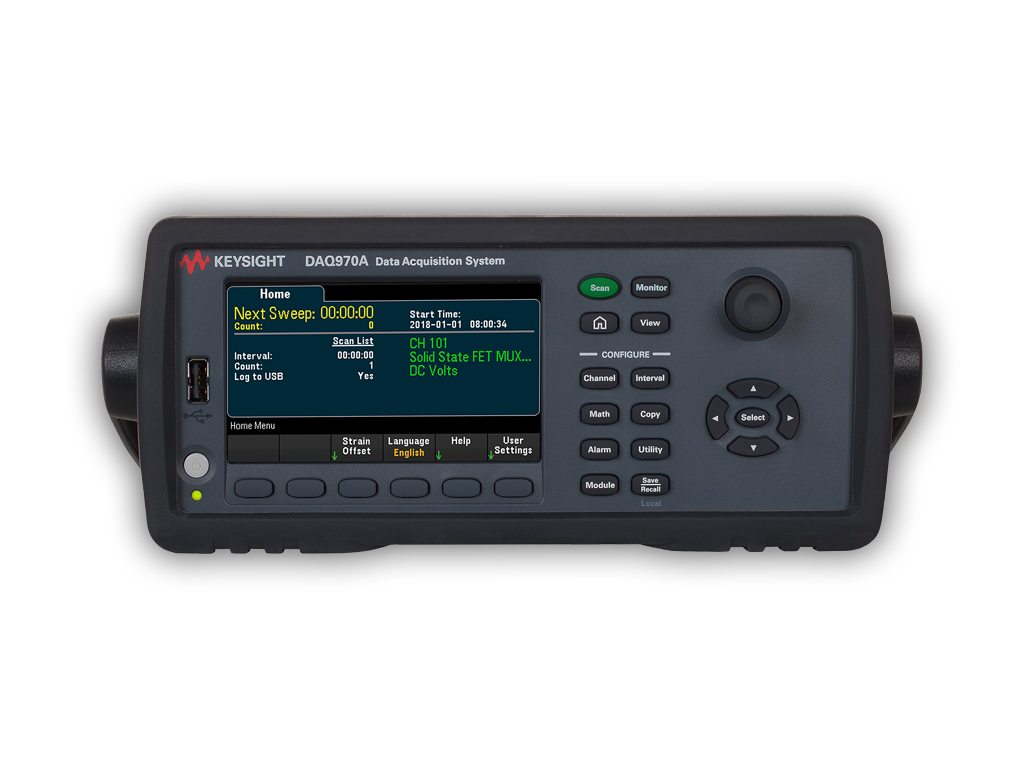 KEYSIGHT DAQ970A Data Acquisition System
Home
Next Sweep: 00:00:00
Count: 0
Start Time:
2018-01-01 08:00:34
Scan List
Interval: 00:00:00
Count: 1
Log to USB Yes
CH 101
Solid State FET MUX...
DC Volts
Home Menu
Strain
Offset
Language
English
Help
User
Settings
Scan
Monitor
View
CONFIGURE
Channel
Interval
Math
Copy
Alarm
Utility
Module
Save
Recall
Local
Select